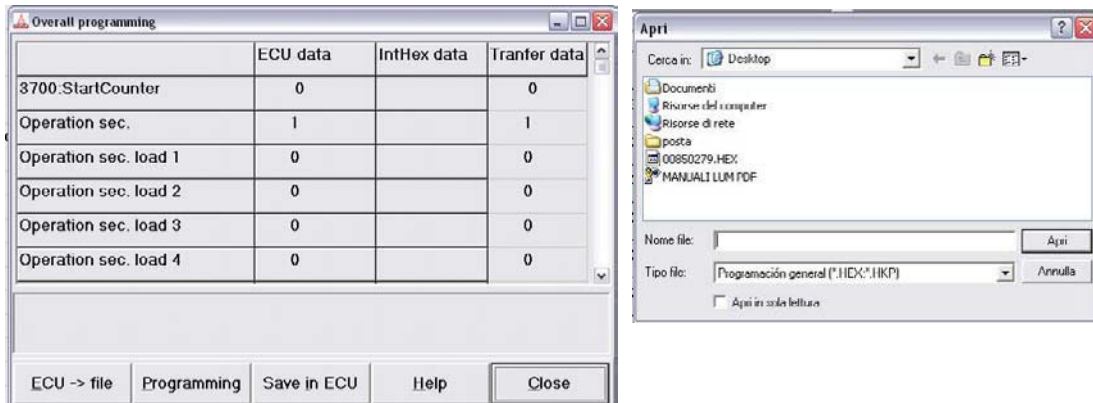 Overall programming
ECU data IntHex data Tranfer data
3700.StartCounter 0 0
Operation sec. 1 1
Operation sec. load 1 0 0
Operation sec. load 2 0 0
Operation sec. load 3 0 0
Operation sec. load 4 0 0
ECU -> file Programming Save in ECU Help Close
Apri
Cerca in: Desktop
Documenti
Risorse del computer
Risorse di rete
posta
00850279.HEX
MANUALI LUM PDF
Nome file: Apri
Tipo file: Programación general (*.HEX;*.HKP) Annulla
Apri in sola lettura